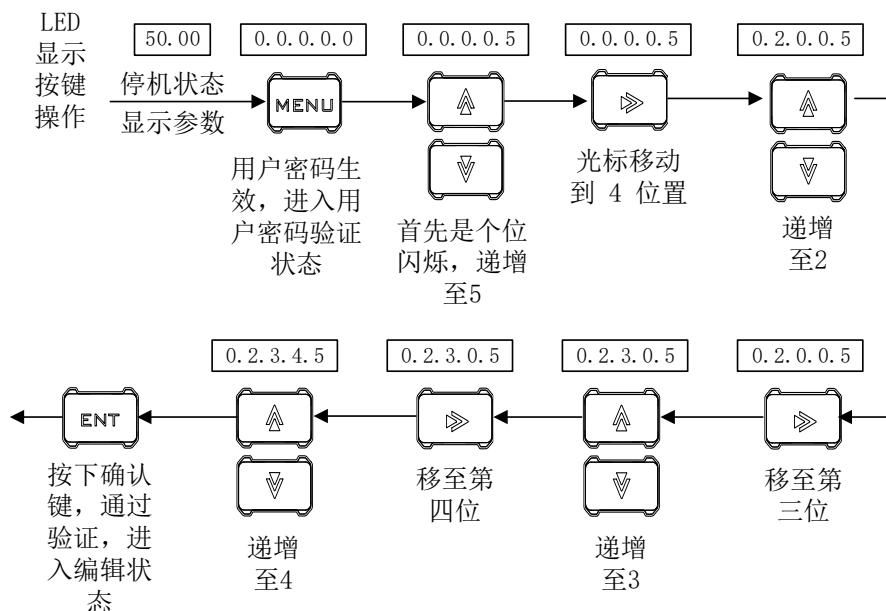 LED
显示
按键
操作
50.00
停机状态
显示参数
0.0.0.0.0
MENU
用户密码生
效，进入用
户密码验证
状态
0.0.0.0.5
首先是个位
闪烁，递增
至5
0.0.0.0.5
光标移动
到 4 位置
0.2.0.0.5
递增
至2
0.2.0.0.5
移至第
三位
0.2.3.0.5
递增
至3
0.2.3.0.5
移至第
四位
0.2.3.4.5
递增
至4
ENT
按下确认
键，通过
验证，进
入编辑状
态